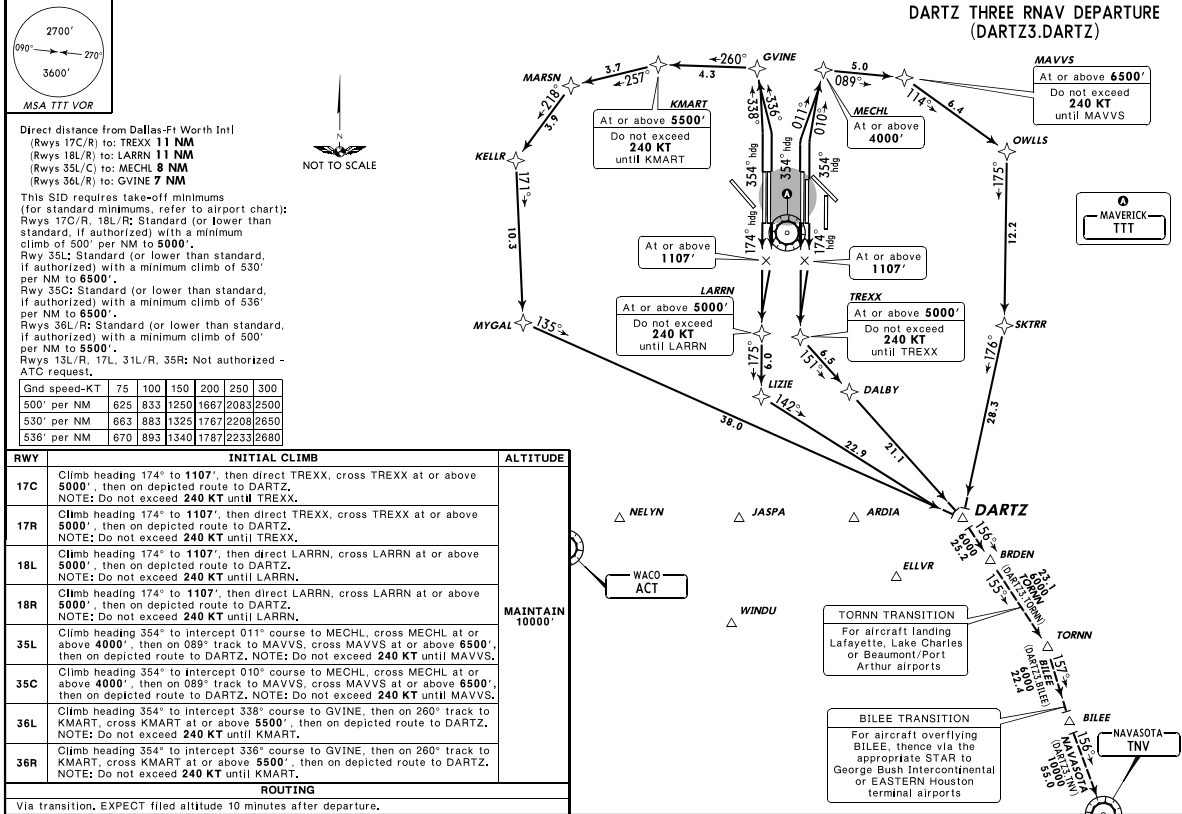 DARTZ THREE RNAV DEPARTURE
(DARTZ3.DARTZ)
2700'
090°
270°
3600'
MSA TTT VOR
Direct distance from Dallas-Ft Worth Intl
(Rwys 17C/R) to: TREXX 11 NM
(Rwys 18L/R) to: LARRN 11 NM
(Rwys 35L/C) to: MECHL 8 NM
(Rwys 36L/R) to: GVINE 7 NM
This SID requires take-off minimums
(for standard minimums, refer to airport chart):
Rwys 17C/R, 18L/R: Standard (or lower than
standard, if authorized) with a minimum
climb of 500' per NM to 5000'.
Rwy 35L: Standard (or lower than standard,
if authorized) with a minimum climb of 530'
per NM to 6500'.
Rwy 35C: Standard (or lower than standard,
if authorized) with a minimum climb of 536'
per NM to 6500'.
Rwys 36L/R: Standard (or lower than standard,
if authorized) with a minimum climb of 500'
per NM to 5500'.
Rwys 13L/R, 17L, 31L/R, 35R: Not authorized -
ATC request.
Gnd speed-KT 75 100 150 200 250 300
500' per NM 625 833 1250 1667 2083 2500
530' per NM 663 883 1325 1767 2208 2650
536' per NM 670 893 1340 1787 2233 2680
N
NOT TO SCALE
MARSN
3.7
257°
260°
4.3
GVINE
KMART
At or above 5500'
Do not exceed
240 KT
until KMART
218°
3.9
KELLR
171°
10.3
MYGAL
135°
38.0
338°
336°
011°
010°
354° hdg
354° hdg
354° hdg
A
174°
hdg
174°
hdg
089°
5.0
MECHL
At or above
4000'
MAVVS
At or above 6500'
Do not exceed
240 KT
until MAVVS
114°
6.4
OWLLS
175°
12.2
SKTRR
176°
28.3
A
MAVERICK
TTT
At or above
1107'
At or above
1107'
LARRN
At or above 5000'
Do not exceed
240 KT
until LARRN
TREXX
At or above 5000'
Do not exceed
240 KT
until TREXX
175°
6.0
LIZIE
142°
22.9
151°
6.5
DALBY
21.1
DARTZ
NELYN
JASPA
ARDIA
ELLVR
WINDU
WACO
ACT
156°
6000
25.2
BRDEN
155°
23.1
6000
TORNN
(DARTZ3.TORNN)
TORNN
157°
BILEE
(DARTZ3.BILEE)
6000
22.4
BILEE
156°
NAVASOTA
(DARTZ3.TNV)
10000
55.0
NAVASOTA
TNV
TORNN TRANSITION
For aircraft landing
Lafayette, Lake Charles
or Beaumont/Port
Arthur airports
BILEE TRANSITION
For aircraft overflying
BILEE, thence via the
appropriate STAR to
George Bush Intercontinental
or EASTERN Houston
terminal airports
RWY INITIAL CLIMB ALTITUDE
17C Climb heading 174° to 1107', then direct TREXX, cross TREXX at or above
5000', then on depicted route to DARTZ.
NOTE: Do not exceed 240 KT until TREXX.
17R Climb heading 174° to 1107', then direct TREXX, cross TREXX at or above
5000', then on depicted route to DARTZ.
NOTE: Do not exceed 240 KT until TREXX.
18L Climb heading 174° to 1107', then direct LARRN, cross LARRN at or above
5000', then on depicted route to DARTZ.
NOTE: Do not exceed 240 KT until LARRN.
18R Climb heading 174° to 1107', then direct LARRN, cross LARRN at or above
5000', then on depicted route to DARTZ.
NOTE: Do not exceed 240 KT until LARRN.
35L Climb heading 354° to intercept 011° course to MECHL, cross MECHL at or
above 4000', then on 089° track to MAVVS, cross MAVVS at or above 6500',
then on depicted route to DARTZ. NOTE: Do not exceed 240 KT until MAVVS.
35C Climb heading 354° to intercept 010° course to MECHL, cross MECHL at or
above 4000', then on 089° track to MAVVS, cross MAVVS at or above 6500',
then on depicted route to DARTZ. NOTE: Do not exceed 240 KT until MAVVS.
36L Climb heading 354° to intercept 338° course to GVINE, then on 260° track to
KMART, cross KMART at or above 5500', then on depicted route to DARTZ.
NOTE: Do not exceed 240 KT until KMART.
36R Climb heading 354° to intercept 336° course to GVINE, then on 260° track to
KMART, cross KMART at or above 5500', then on depicted route to DARTZ.
NOTE: Do not exceed 240 KT until KMART.
MAINTAIN
10000'
ROUTING
Via transition. EXPECT filed altitude 10 minutes after departure.